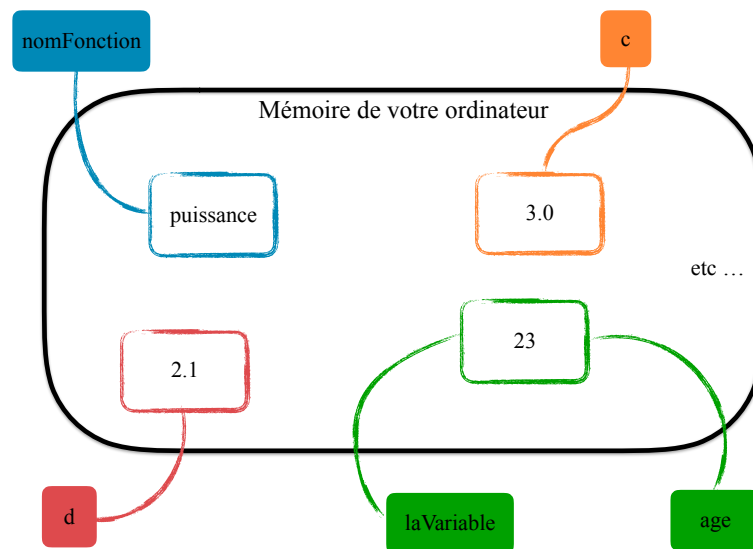 nomFonction
c
Mémoire de votre ordinateur
puissance
3.0
etc …
23
2.1
d
laVariable
age